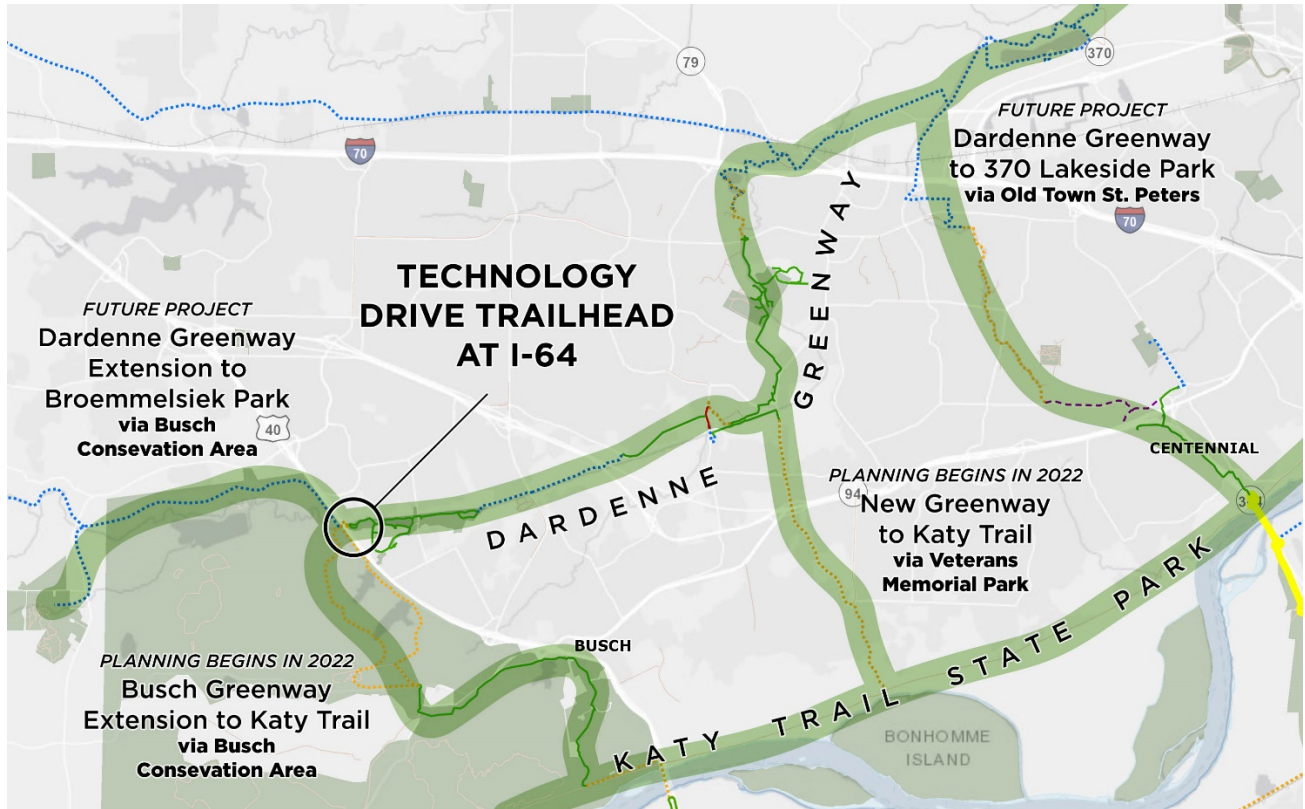 370
79
FUTURE PROJECT
Dardenne Greenway
to 370 Lakeside Park
via Old Town St. Peters
70
70
TECHNOLOGY
DRIVE TRAILHEAD
AT I-64
GREENWAY
FUTURE PROJECT
Dardenne Greenway
Extension to
Broemmelsiek Park
via Busch
Consevation Area
40
DARDENNE
CENTENNIAL
PLANNING BEGINS IN 2022
94
New Greenway
to Katy Trail
via Veterans
Memorial Park
BUSCH
PLANNING BEGINS IN 2022
Busch Greenway
Extension to Katy Trail
via Busch
Consevation Area
KATY TRAIL STATE PARK
BONHOMME
ISLAND